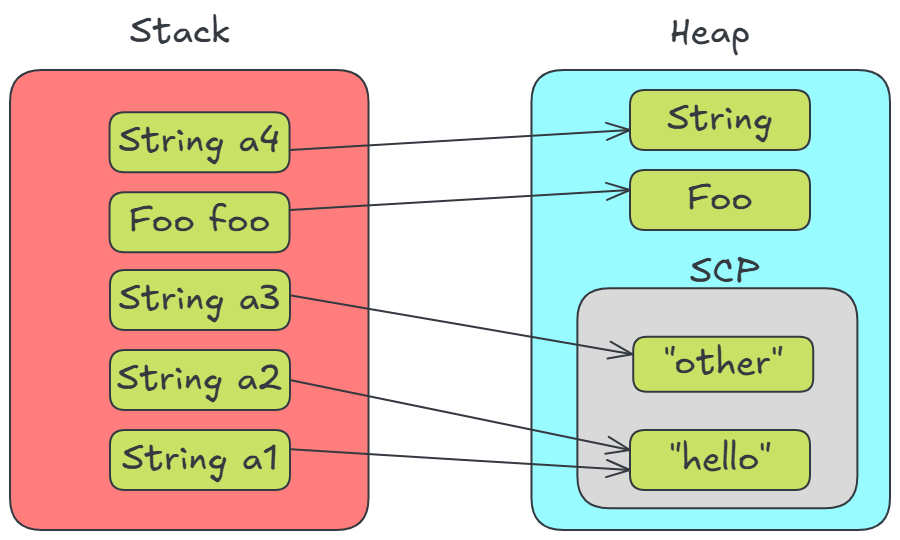 Stack
String a4
Foo foo
String a3
String a2
String a1
Heap
String
Foo
SCP
"other"
"hello"